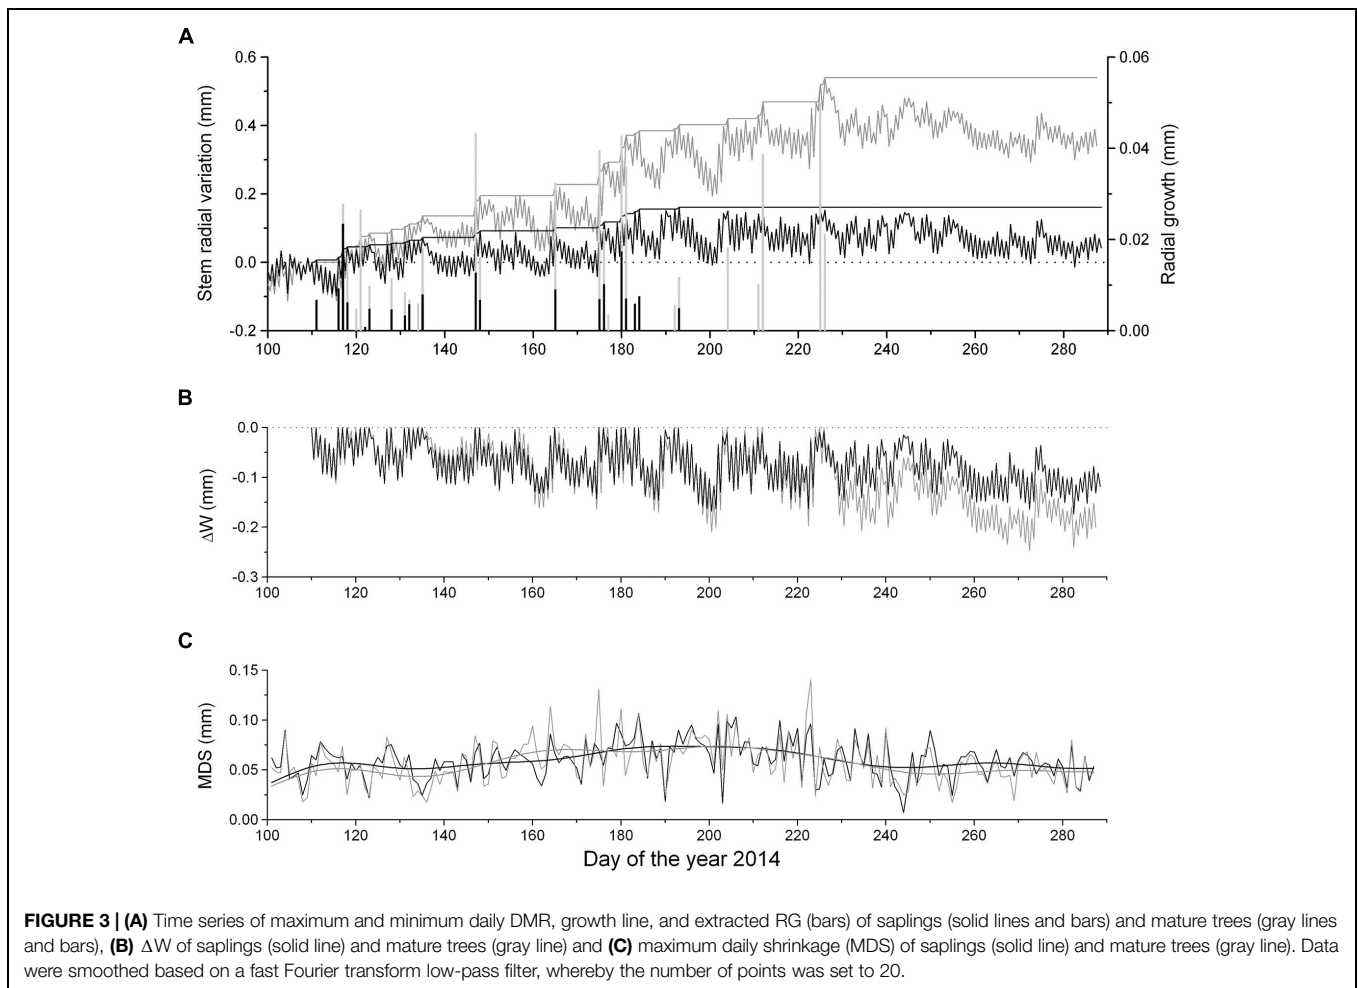 A
0.6
0.4
0.2
0.0
-0.2
Stem radial variation (mm)
0.06
0.04
0.02
0.00
Radial growth (mm)
100 120 140 160 180 200 220 240 260 280
B
0.0
-0.1
-0.2
-0.3
ΔW (mm)
100 120 140 160 180 200 220 240 260 280
C
0.15
0.10
0.05
0.00
MDS (mm)
100 120 140 160 180 200 220 240 260 280
Day of the year 2014
FIGURE 3 | (A) Time series of maximum and minimum daily DMR, growth line, and extracted RG (bars) of saplings (solid lines and bars) and mature trees (gray lines
and bars), (B) ΔW of saplings (solid line) and mature trees (gray line) and (C) maximum daily shrinkage (MDS) of saplings (solid line) and mature trees (gray line). Data
were smoothed based on a fast Fourier transform low-pass filter, whereby the number of points was set to 20.